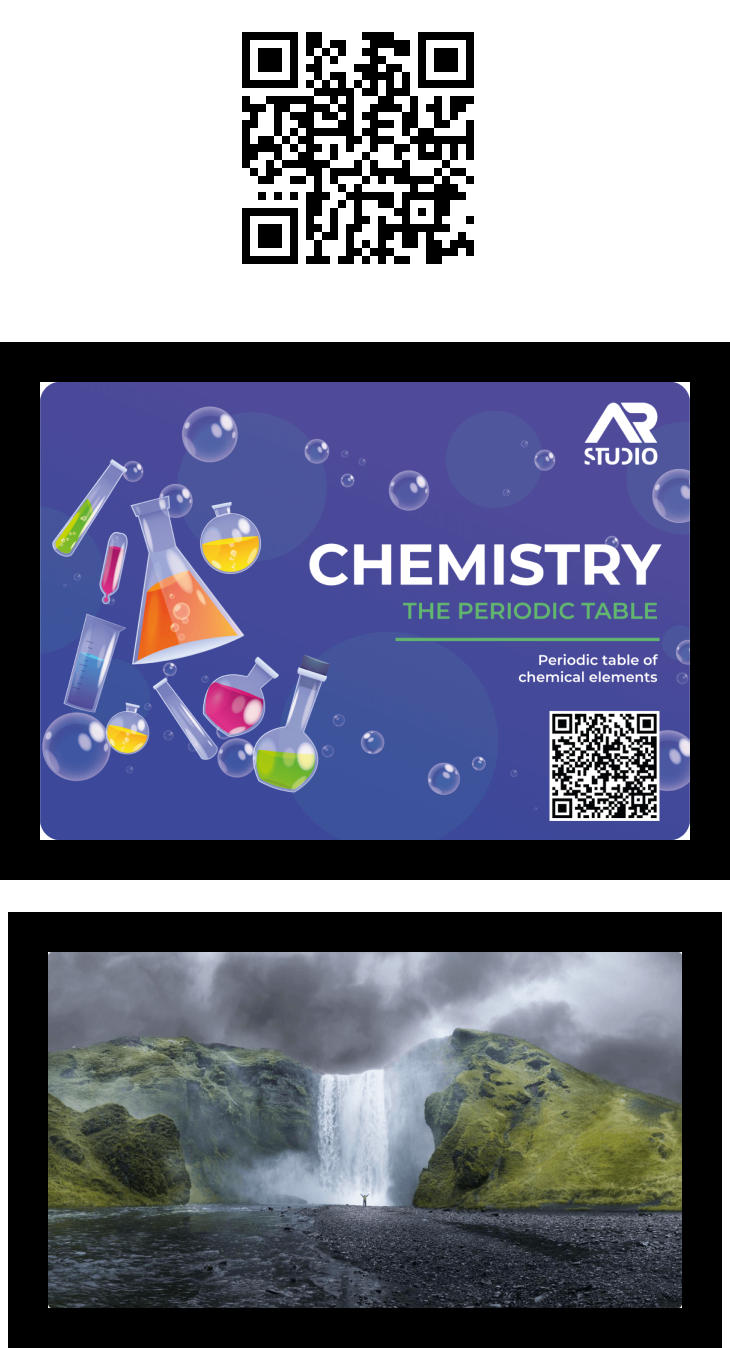 AR
STUDIO
CHEMISTRY
THE PERIODIC TABLE
Periodic table of
chemical elements